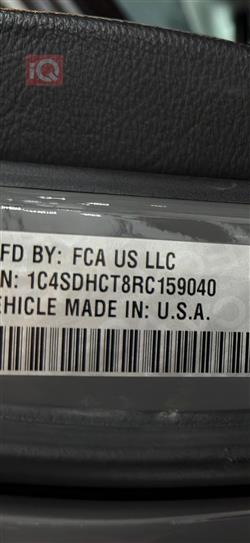 iQ
FD BY: FCA US LLC
N: 1C4SDHCT8RC159040
EHICLE MADE IN: U.S.A.